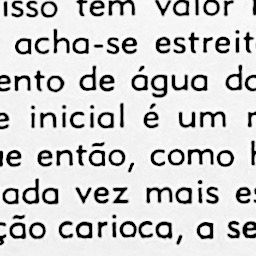 isso tem valor
acha-se estreit
ento de água do
e inicial é um
ue então, como
ada vez mais es
ção carioca, a se